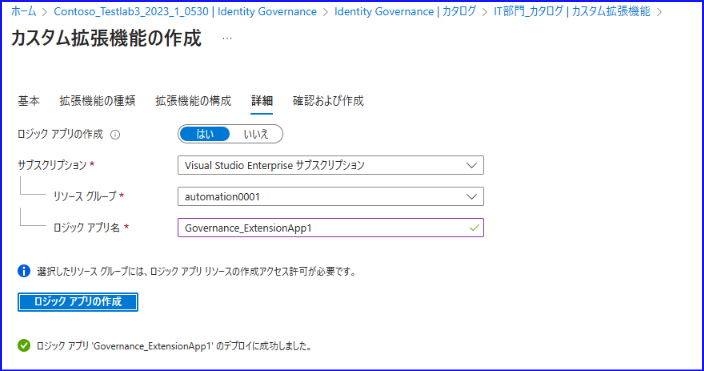 ホーム > Contoso_Testlab3_2023_1_0530 | Identity Governance > Identity Governance | カタログ > IT部門_カタログ | カスタム拡張機能 >
カスタム拡張機能の作成 …
基本 拡張機能の種類 拡張機能の構成 詳細 確認および作成
ロジック アプリの作成 はい いいえ
サブスクリプション * Visual Studio Enterprise サブスクリプション
リソース グループ * automation0001
ロジック アプリ名 * Governance_ExtensionApp1
選択したリソース グループには、ロジック アプリ リソースの作成アクセス許可が必要です。
ロジック アプリの作成
ロジック アプリ 'Governance_ExtensionApp1' のデプロイに成功しました。